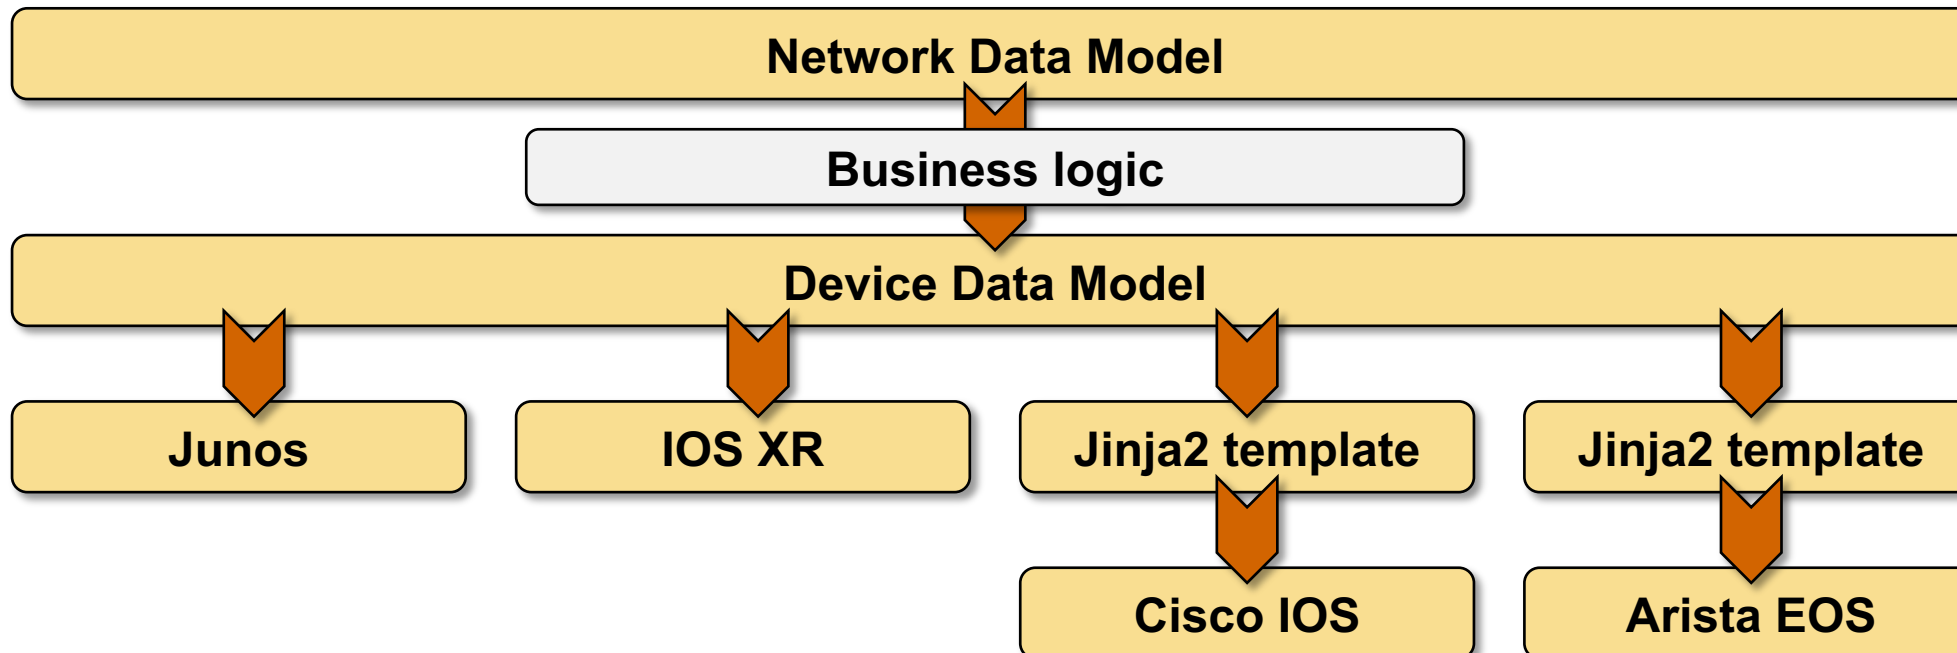 Network Data Model
Business logic
Device Data Model
Junos
IOS XR
Jinja2 template
Jinja2 template
Cisco IOS
Arista EOS